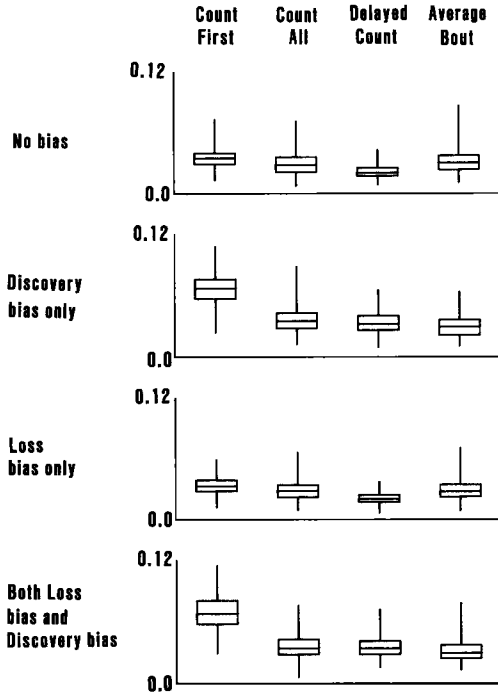 Count First
Count All
Delayed Count
Average Bout
0.12
No bias
0.0
0.12
Discovery
bias only
0.0
0.12
Loss
bias only
0.0
0.12
Both Loss
bias and
Discovery bias
0.0